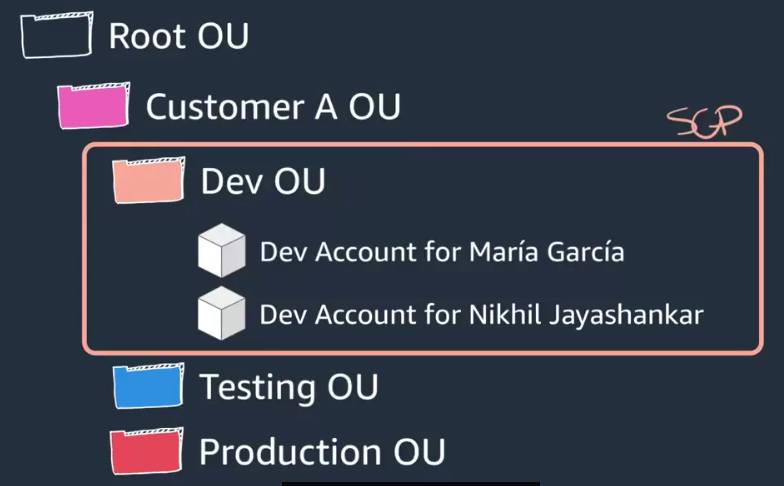 Root OU
Customer A OU
SCP
Dev OU
Dev Account for María García
Dev Account for Nikhil Jayashankar
Testing OU
Production OU